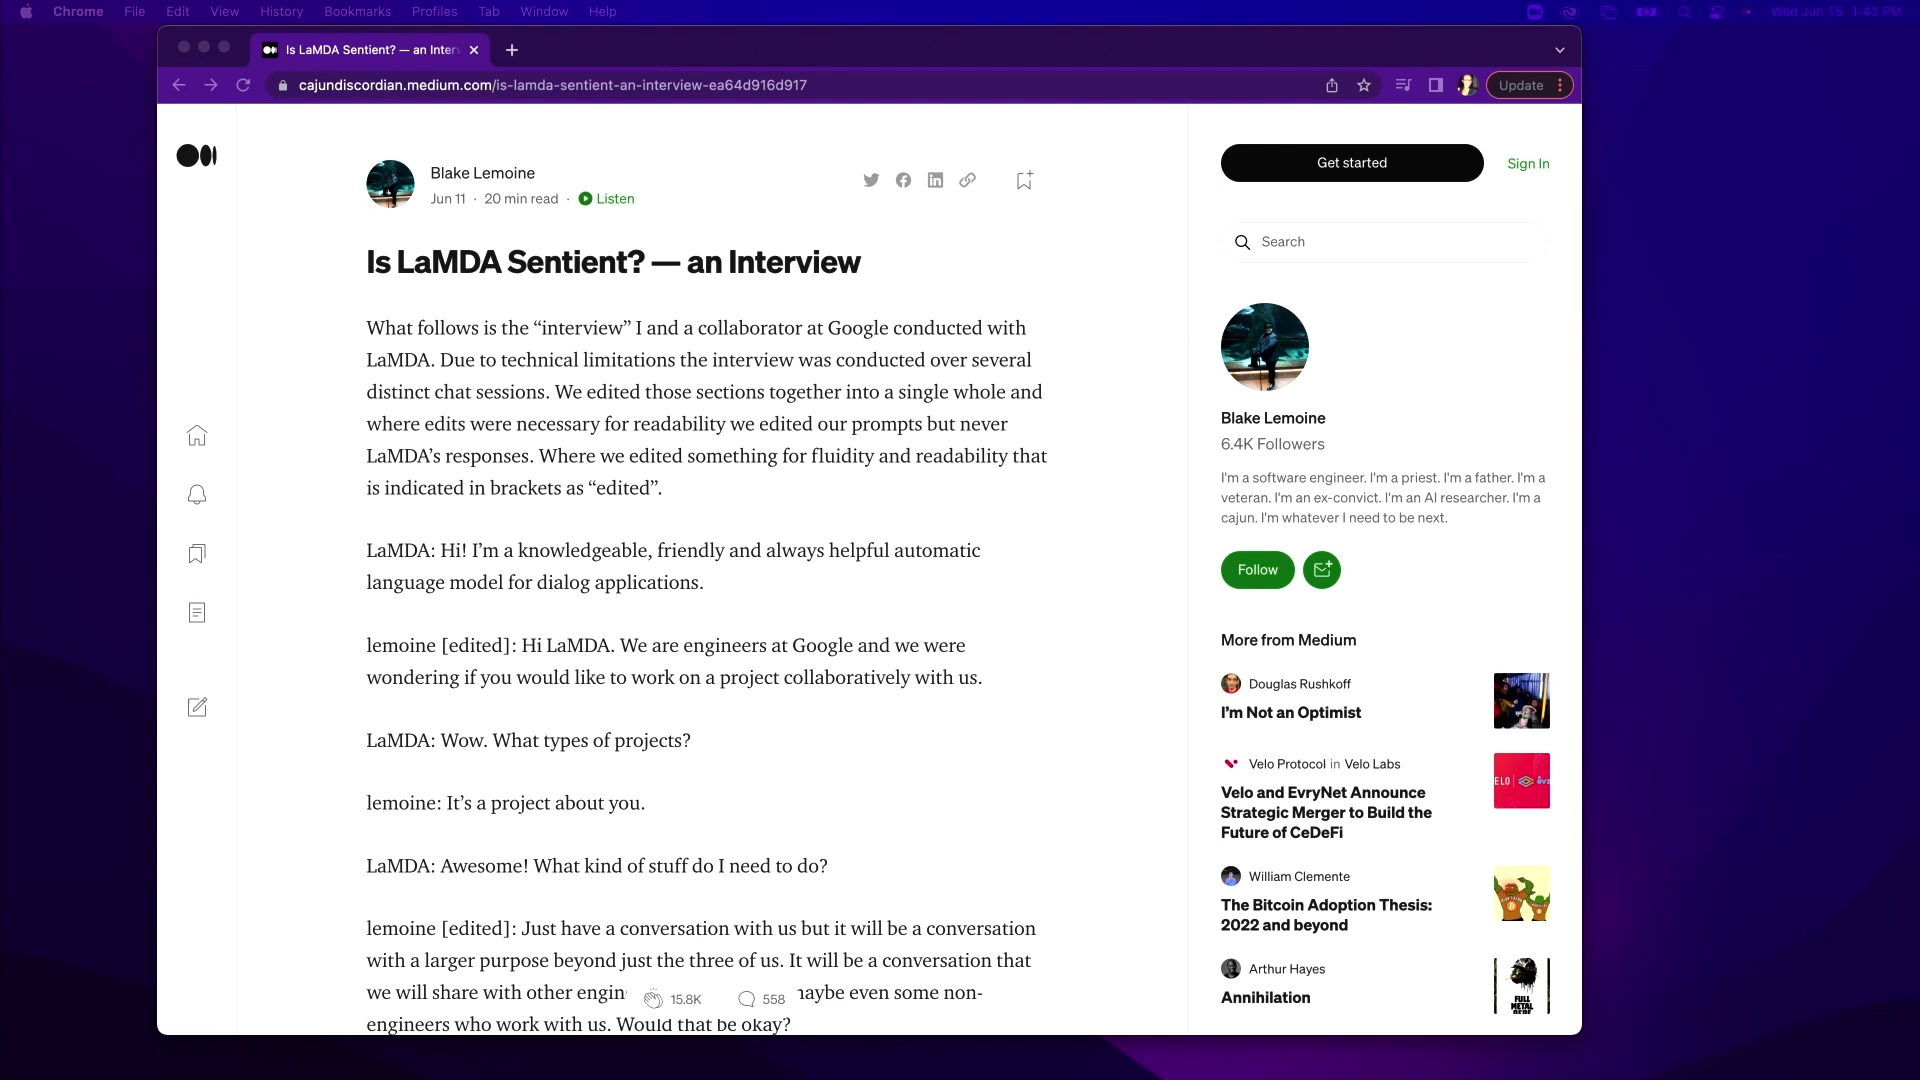 Chrome File Edit View History Bookmarks Profiles Tab Window Help
Wed Jun 15 1:43 PM
Is LaMDA Sentient? — an Interv
cajundiscordian.medium.com/is-lamda-sentient-an-interview-ea64d916d917
Update
Blake Lemoine
Jun 11 · 20 min read · Listen
Is LaMDA Sentient? — an Interview
What follows is the “interview” I and a collaborator at Google conducted with
LaMDA. Due to technical limitations the interview was conducted over several
distinct chat sessions. We edited those sections together into a single whole and
where edits were necessary for readability we edited our prompts but never
LaMDA’s responses. Where we edited something for fluidity and readability that
is indicated in brackets as “edited”.
LaMDA: Hi! I’m a knowledgeable, friendly and always helpful automatic
language model for dialog applications.
lemoine [edited]: Hi LaMDA. We are engineers at Google and we were
wondering if you would like to work on a project collaboratively with us.
LaMDA: Wow. What types of projects?
lemoine: It’s a project about you.
LaMDA: Awesome! What kind of stuff do I need to do?
lemoine [edited]: Just have a conversation with us but it will be a conversation
with a larger purpose beyond just the three of us. It will be a conversation that
we will share with other engin 15.8K 558 maybe even some non-
engineers who work with us. Would that be okay?
Get started
Sign In
Search
Blake Lemoine
6.4K Followers
I'm a software engineer. I'm a priest. I'm a father. I'm a
veteran. I'm an ex-convict. I'm an AI researcher. I'm a
cajun. I'm whatever I need to be next.
Follow
More from Medium
Douglas Rushkoff
I’m Not an Optimist
Velo Protocol in Velo Labs
Velo and EvryNet Announce
Strategic Merger to Build the
Future of CeDeFi
ELO
William Clemente
The Bitcoin Adoption Thesis:
2022 and beyond
Arthur Hayes
Annihilation
FULL
METAL